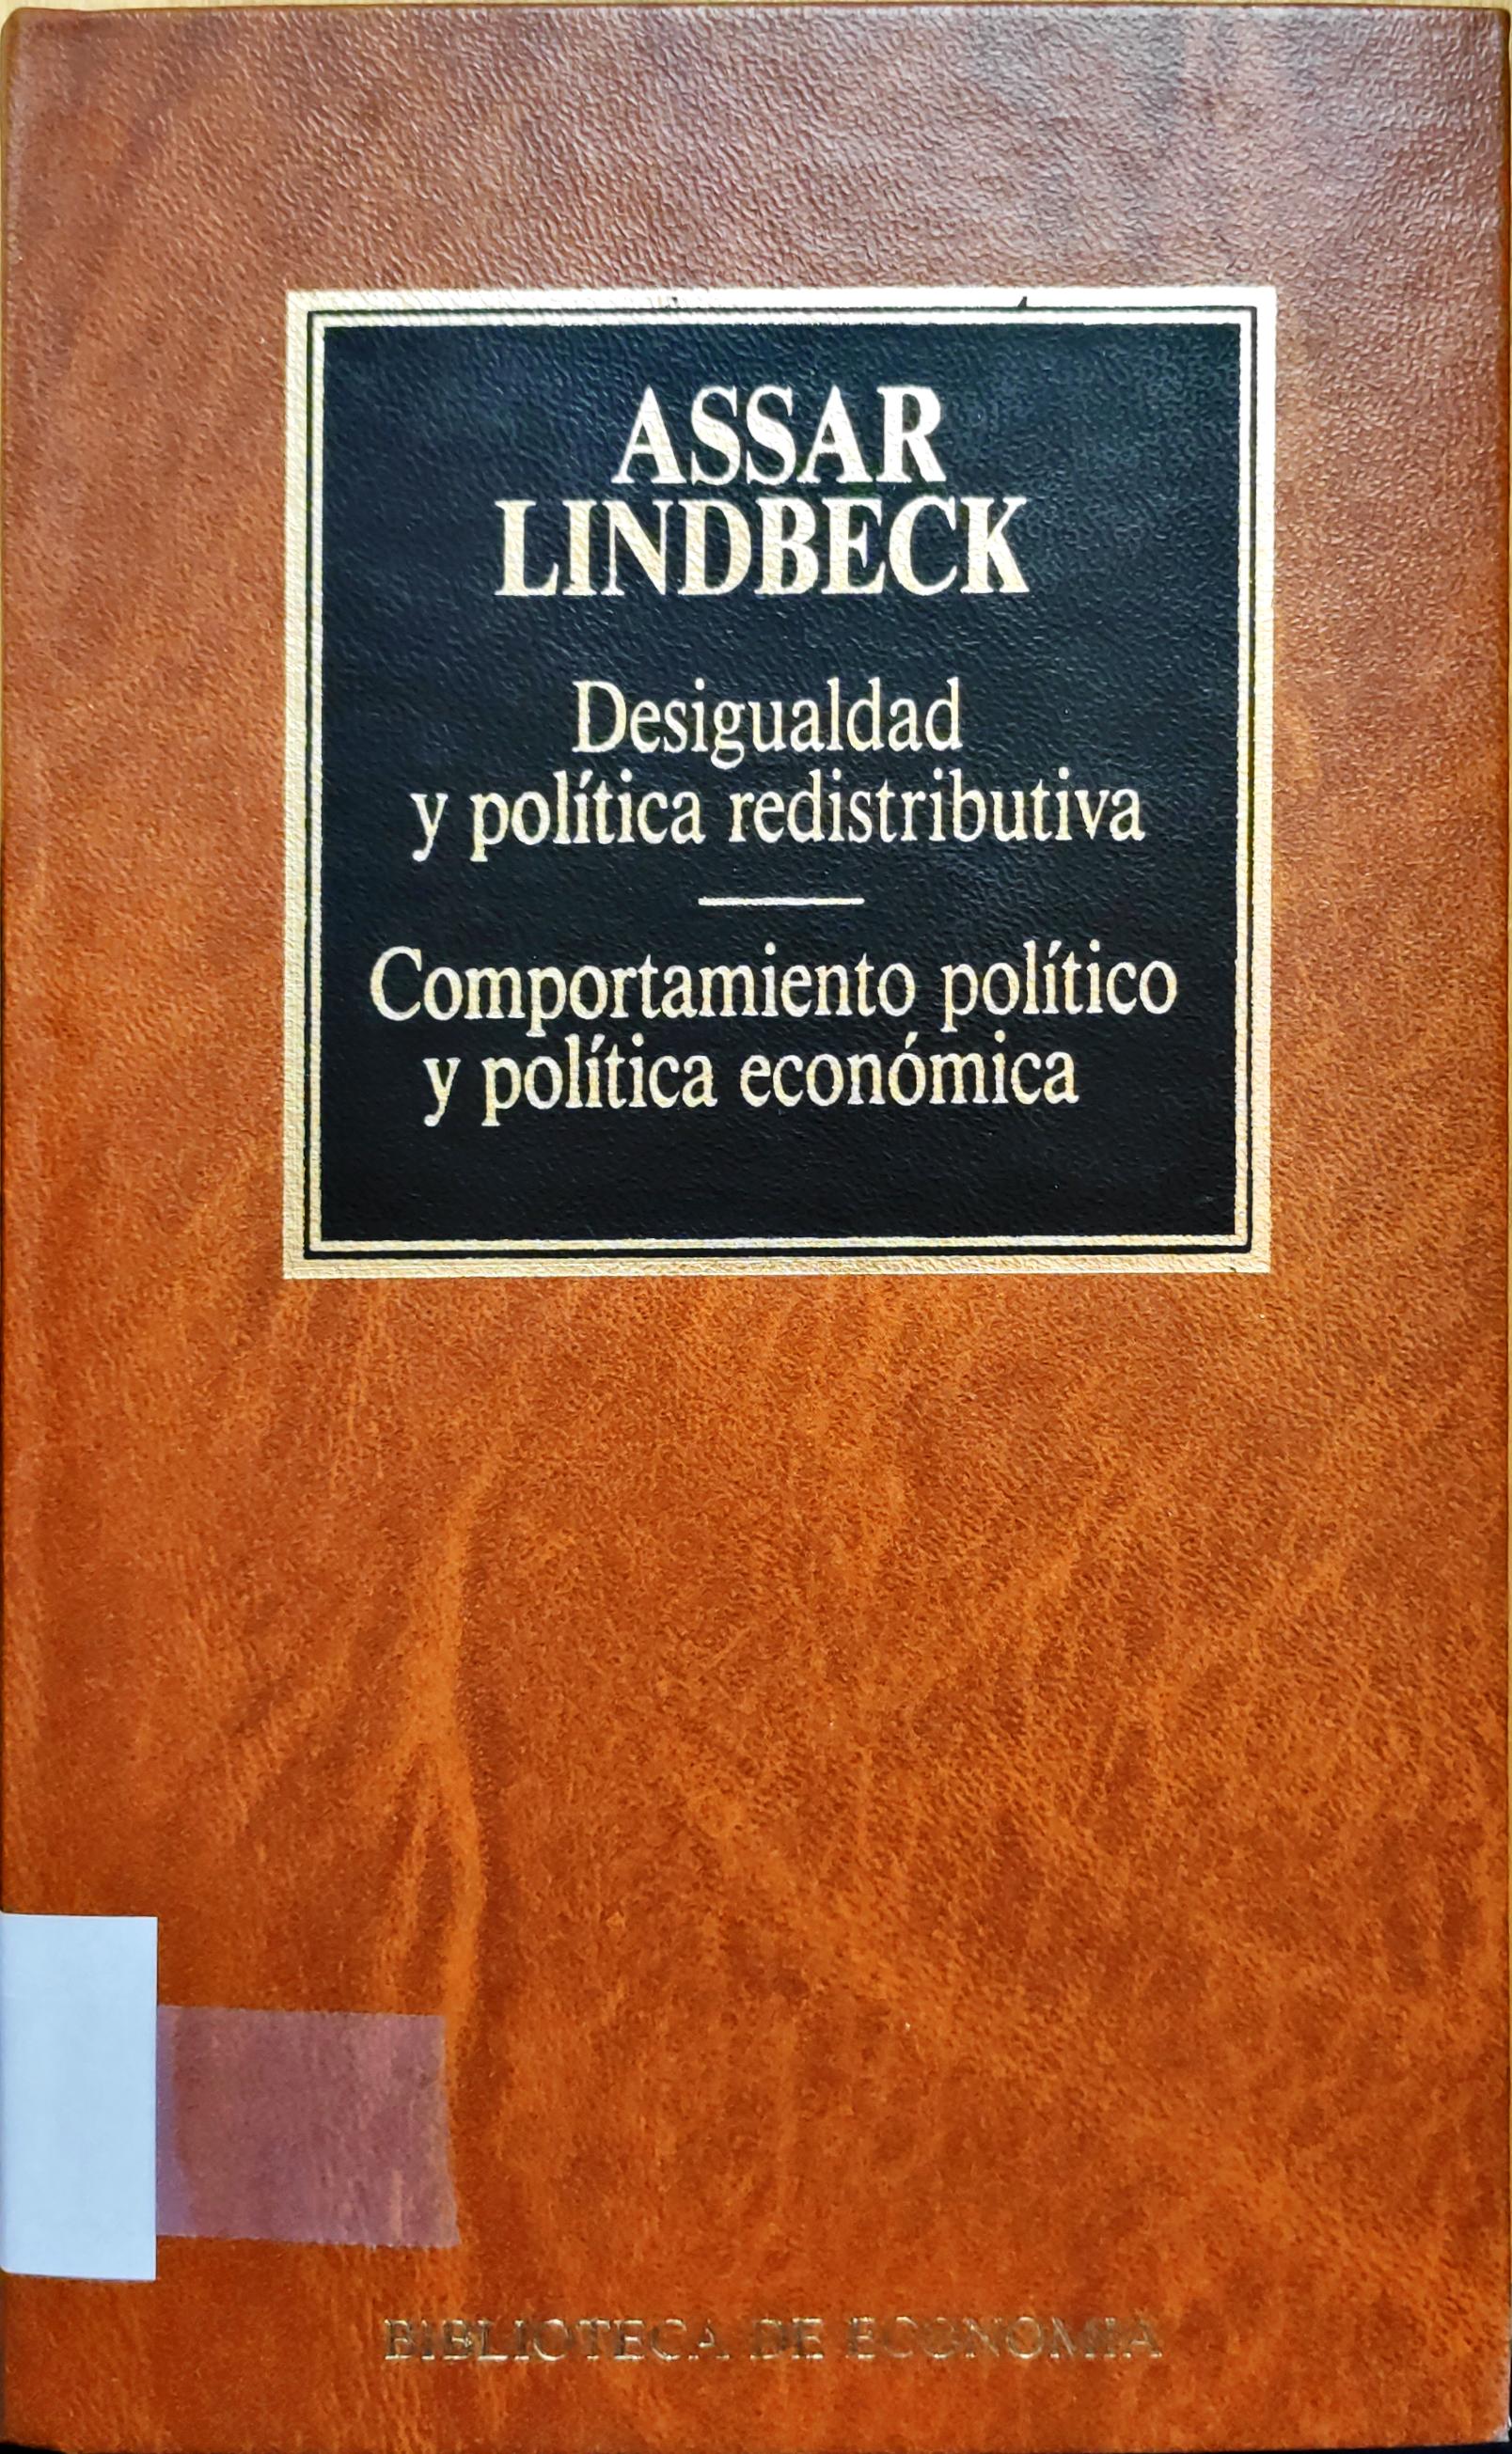 ASSAR
LINDBECK
Desigualdad
y política redistributiva
Comportamiento político
y política económica
BIBLIOTECA DE ECONOMIA